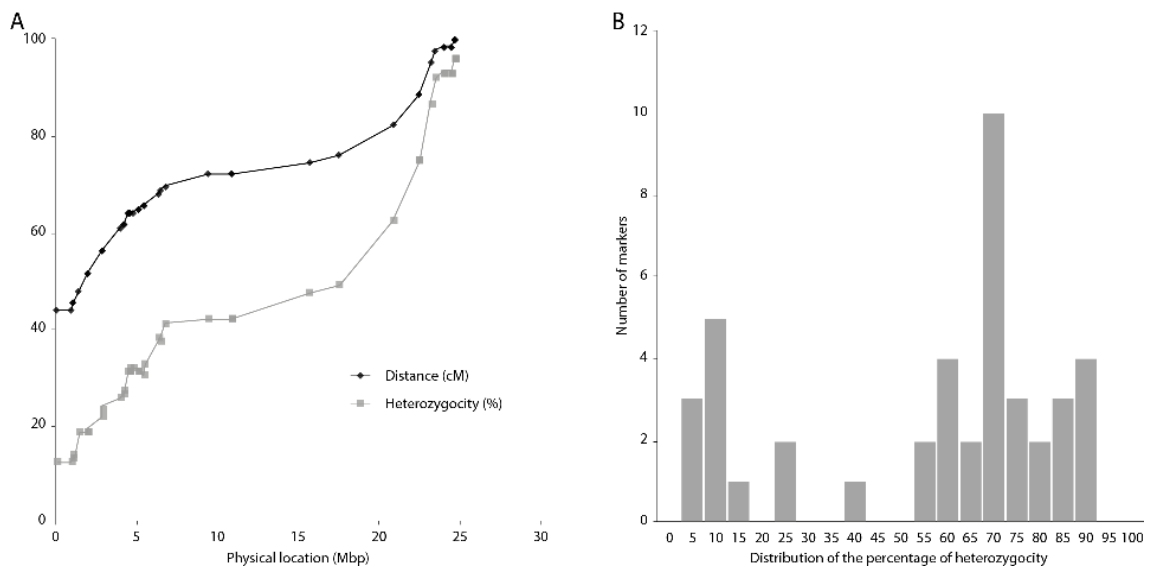 A
100
80
60
40
20
0
0 5 10 15 20 25 30
Physical location (Mbp)
Distance (cM)
Heterozygocity (%)
B
12
10
8
6
4
2
0
Number of markers
0 5 10 15 20 25 30 35 40 45 50 55 60 65 70 75 80 85 90 95 100
Distribution of the percentage of heterozygocity